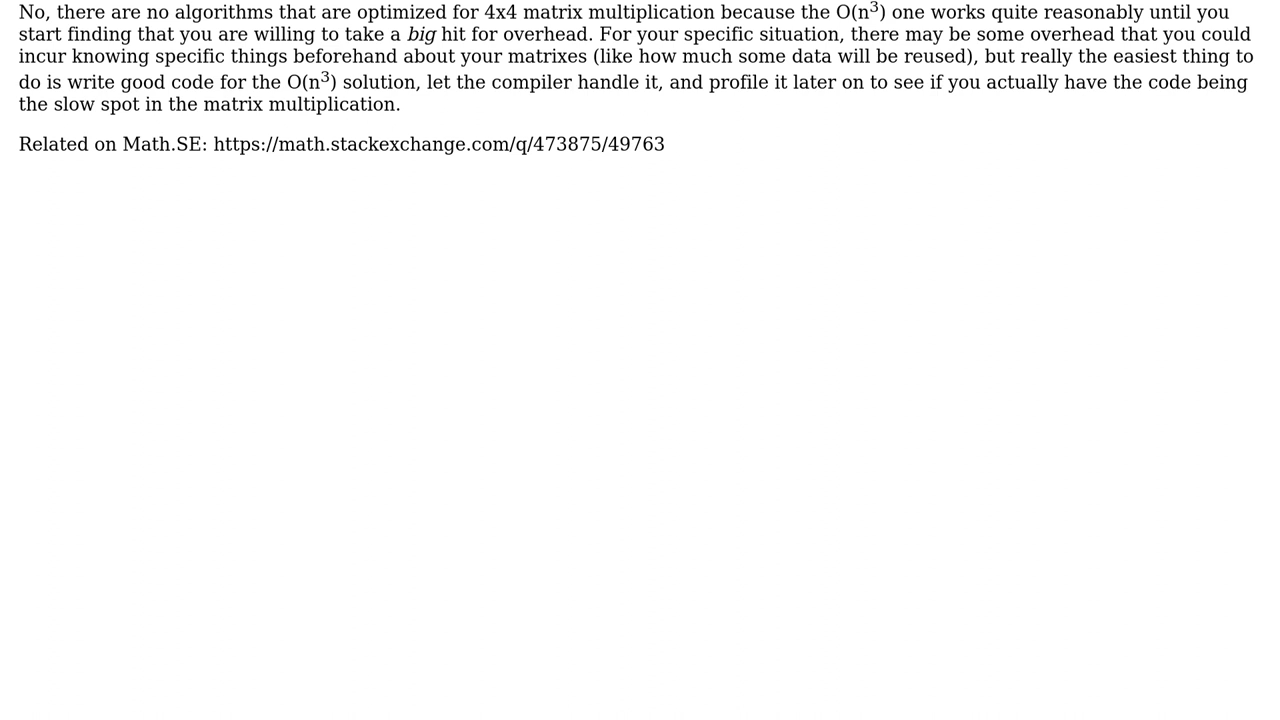 No, there are no algorithms that are optimized for 4x4 matrix multiplication because the O(n³) one works quite reasonably until you
start finding that you are willing to take a big hit for overhead. For your specific situation, there may be some overhead that you could
incur knowing specific things beforehand about your matrixes (like how much some data will be reused), but really the easiest thing to
do is write good code for the O(n³) solution, let the compiler handle it, and profile it later on to see if you actually have the code being
the slow spot in the matrix multiplication.
Related on Math.SE: https://math.stackexchange.com/q/473875/49763